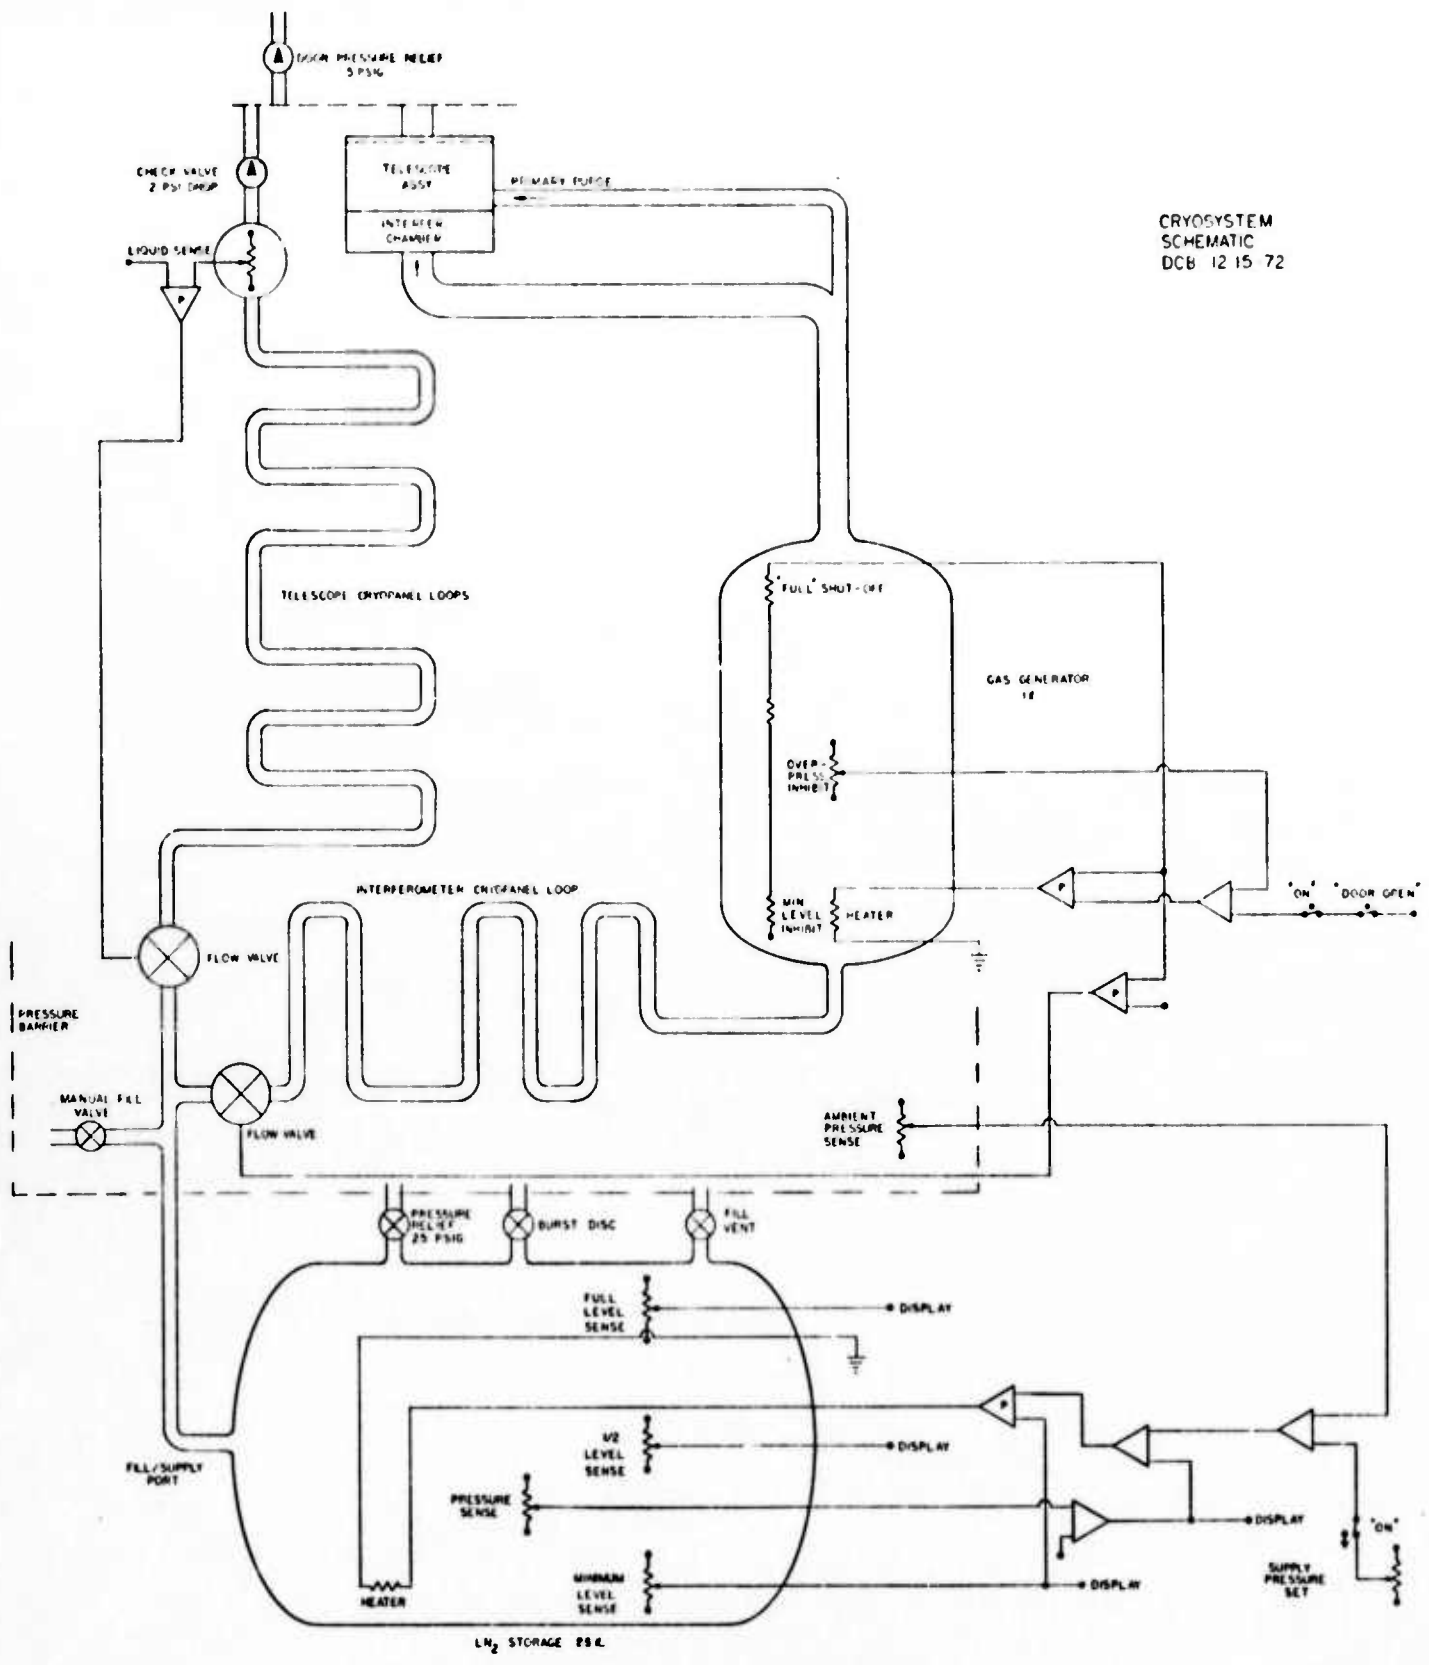 DOOR PRESSURE RELIEF
5 PSIG
CHECK VALVE
2 PSI DROP
TELESCOPE
ASSY
PRIMARY PURGE
INTERFER
CHAMBER
LIQUID SENSE
P
CRYOSYSTEM
SCHEMATIC
DCB 12 15 72
"FULL" SHUT-OFF
TELESCOPE CRYOPANEL LOOPS
GAS GENERATOR
1ℓ
OVER-
PRESS
INHIBIT
INTERFEROMETER CRYOPANEL LOOP
P
"ON" "DOOR OPEN"
MIN
LEVEL
INHIBIT
HEATER
FLOW VALVE
P
PRESSURE
BARRIER
MANUAL FILL
VALVE
FLOW VALVE
AMBIENT
PRESSURE
SENSE
PRESSURE
RELIEF
25 PSIG
BURST DISC
FILL
VENT
FULL
LEVEL
SENSE
DISPLAY
P
1/2
LEVEL
SENSE
DISPLAY
FILL/SUPPLY
PORT
PRESSURE
SENSE
DISPLAY
"ON"
SUPPLY
PRESSURE
SET
MINIMUM
LEVEL
SENSE
DISPLAY
HEATER
LN2 STORAGE